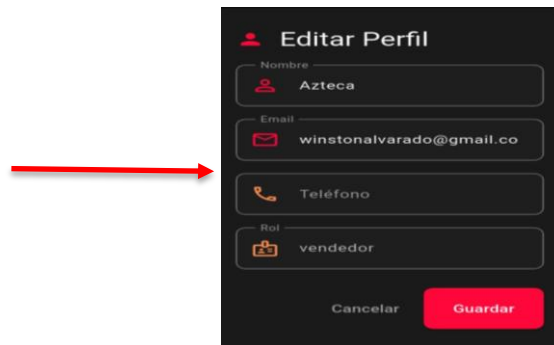 Editar Perfil
Nombre
Azteca
Email
winstonalvarado@gmail.co
Teléfono
Rol
vendedor
Cancelar
Guardar